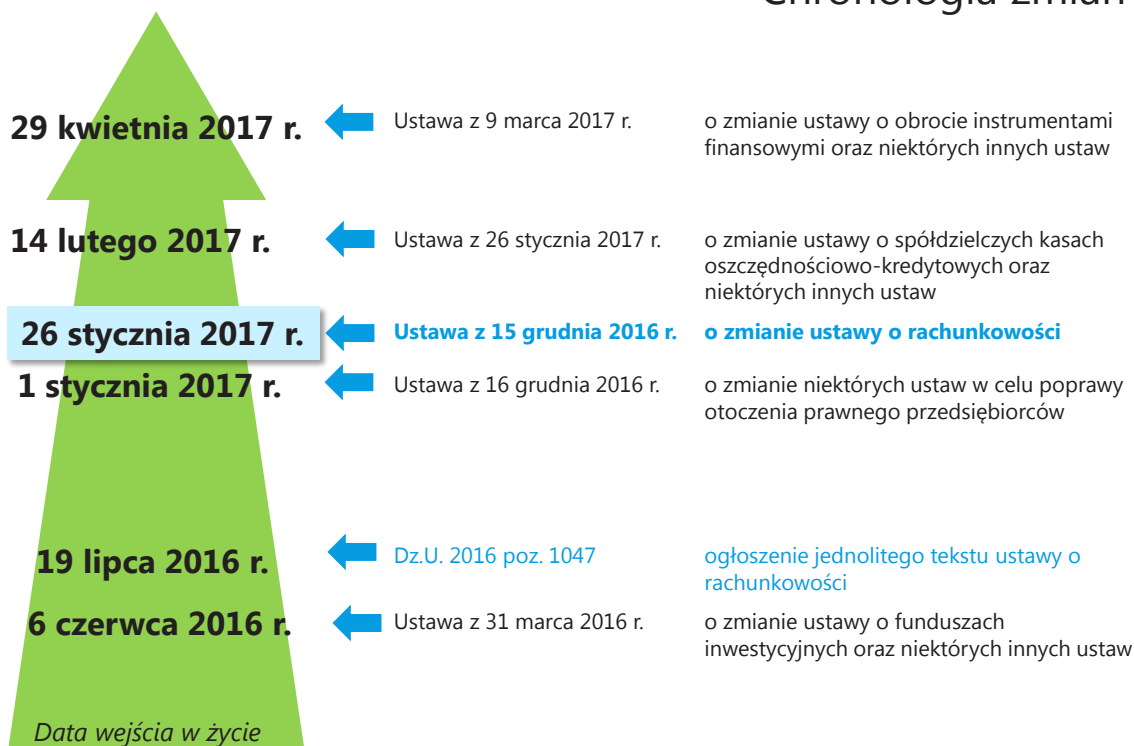 Chronologia zmian
29 kwietnia 2017 r.
Ustawa z 9 marca 2017 r.
o zmianie ustawy o obrocie instrumentami
finansowymi oraz niektórych innych ustaw
14 lutego 2017 r.
Ustawa z 26 stycznia 2017 r.
o zmianie ustawy o spółdzielczych kasach
oszczędnościowo-kredytowych oraz
niektórych innych ustaw
26 stycznia 2017 r.
Ustawa z 15 grudnia 2016 r.
o zmianie ustawy o rachunkowości
1 stycznia 2017 r.
Ustawa z 16 grudnia 2016 r.
o zmianie niektórych ustaw w celu poprawy
otoczenia prawnego przedsiębiorców
19 lipca 2016 r.
Dz.U. 2016 poz. 1047
ogłoszenie jednolitego tekstu ustawy o
rachunkowości
6 czerwca 2016 r.
Ustawa z 31 marca 2016 r.
o zmianie ustawy o funduszach
inwestycyjnych oraz niektórych innych ustaw
Data wejścia w życie